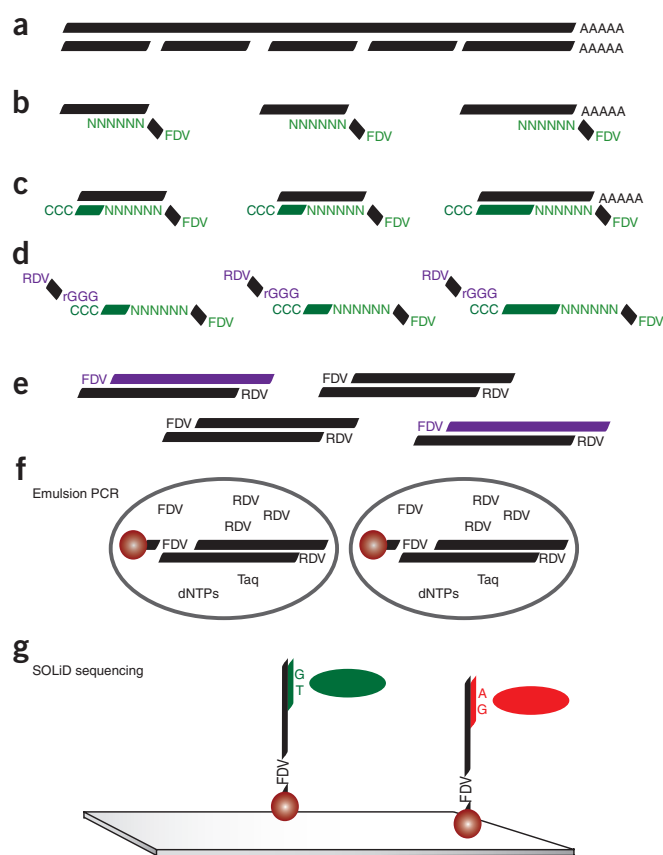 a
AAAAA
AAAAA
b
AAAAA
NNNNNN NNNNNN NNNNNN
FDV FDV FDV
c
AAAAA
CCC NNNNNN CCC NNNNNN CCC NNNNNN
FDV FDV FDV
d
RDV RDV RDV
rGGG rGGG rGGG
CCC NNNNNN CCC NNNNNN CCC NNNNNN
FDV FDV FDV
e
FDV FDV
RDV RDV
FDV FDV
RDV RDV
f
Emulsion PCR
FDV RDV RDV RDV
FDV RDV
dNTPs Taq
FDV RDV RDV RDV
FDV RDV
dNTPs Taq
g
SOLiD sequencing
G
T
A
G
FDV
FDV